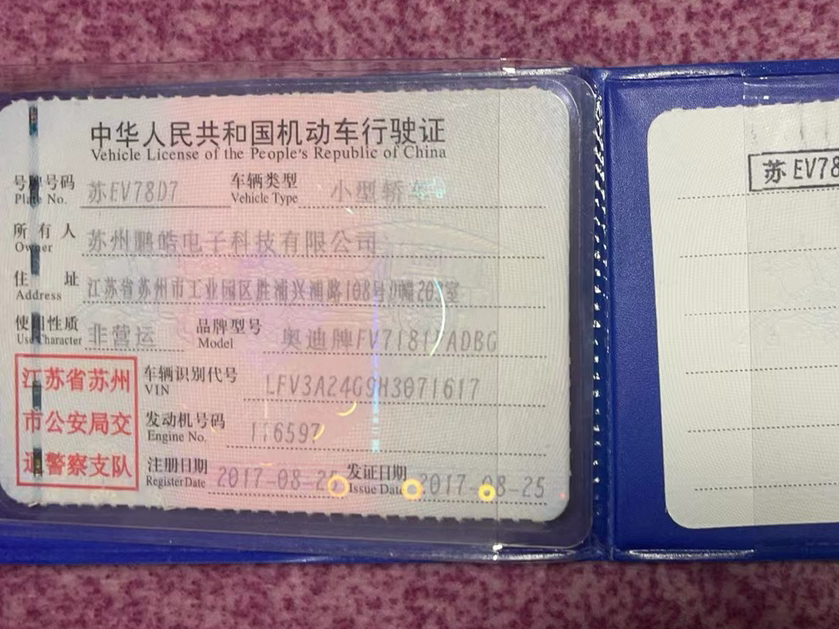 中华人民共和国机动车行驶证
Vehicle License of the People's Republic of China
号牌号码 苏EV78D7 车辆类型 小型轿车
Plate No. Vehicle Type
所有人 苏州鹏皓电子科技有限公司
Owner
住址 江苏省苏州市工业园区胜浦兴浦路108号 20 室
Address
使用性质 非营运 品牌型号 奥迪牌FV7181 ADBG
Use Character Model
江苏省苏州
市公安局交
通警察支队
车辆识别代号 LFV3A24G9H3071617
VIN
发动机号码 6597
Engine No.
注册日期 2017-08-25 发证日期 2017-08-25
Register Date Issue Date
苏EV78